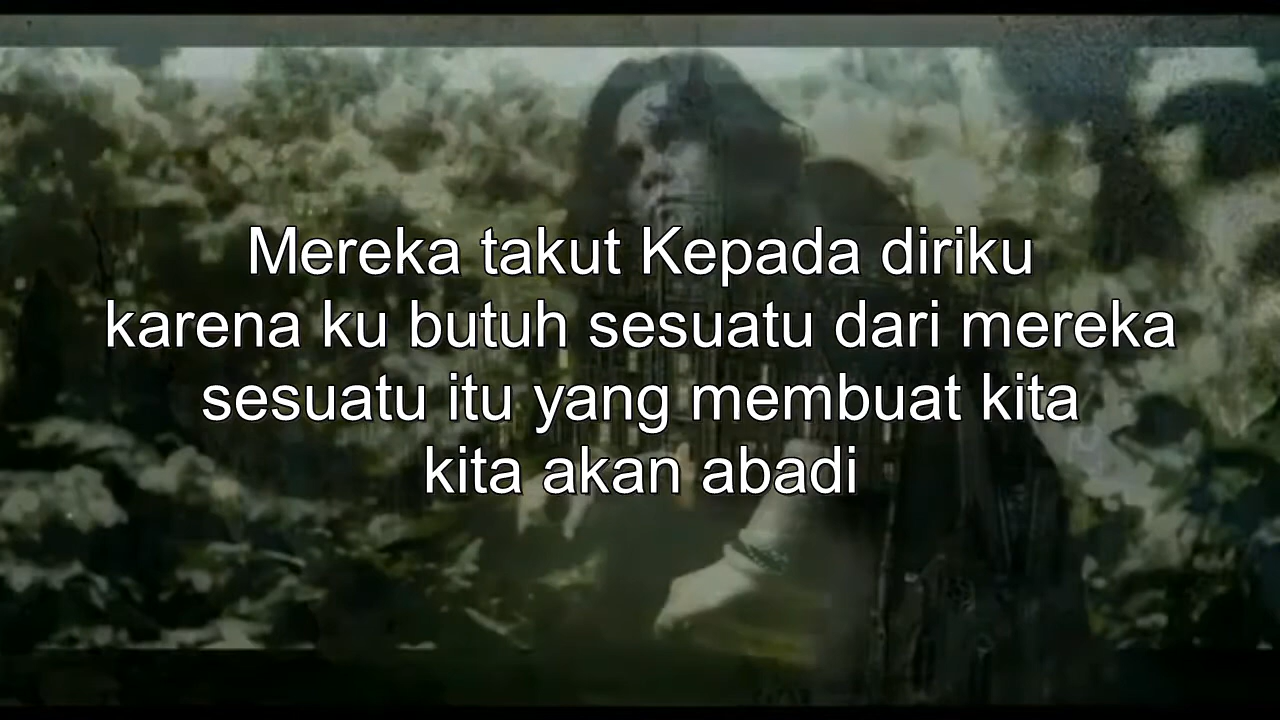 Mereka takut Kepada diriku
karena ku butuh sesuatu dari mereka
sesuatu itu yang membuat kita
kita akan abadi